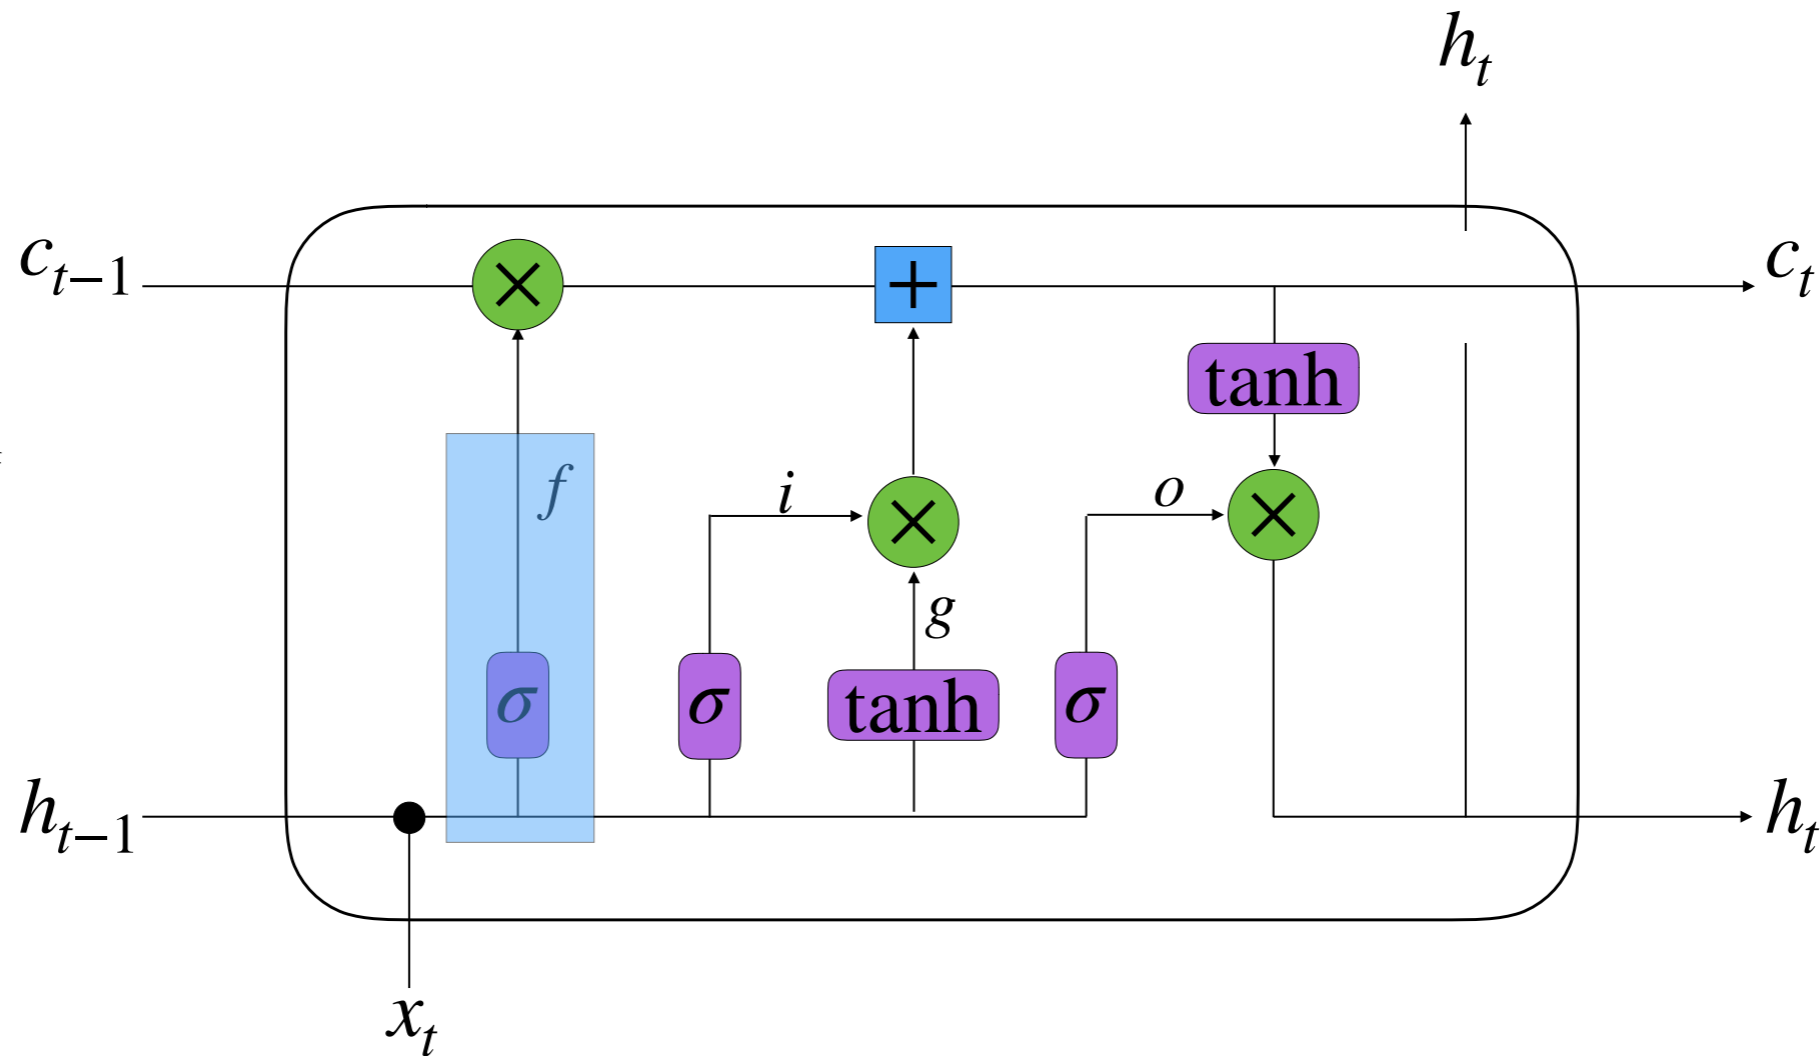 h_t
c_{t−1} × + c_t
tanh
f i × o ×
g
σ σ tanh σ
h_{t−1} h_t
x_t